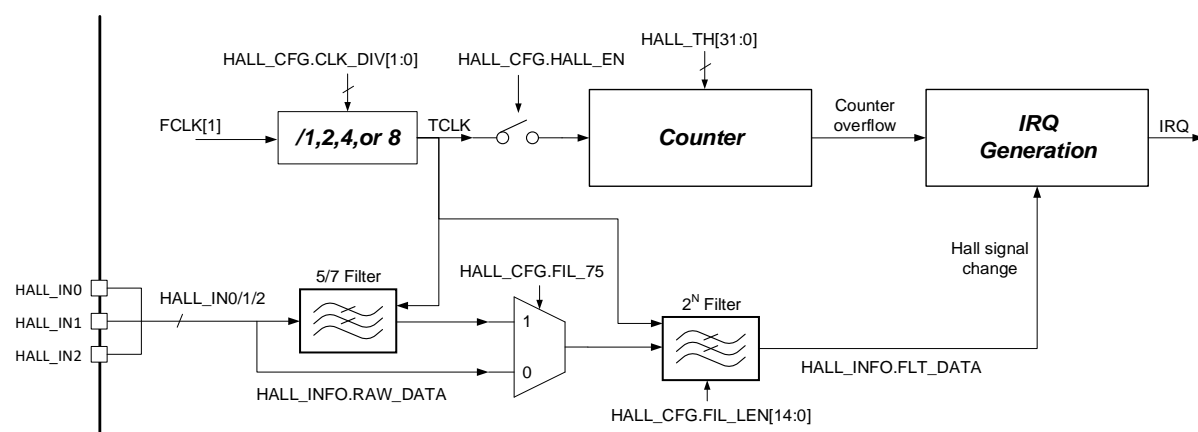 HALL_TH[31:0]
HALL_CFG.CLK_DIV[1:0]
HALL_CFG.HALL_EN
FCLK[1]
/1,2,4,or 8
TCLK
Counter
Counter
overflow
IRQ
Generation
IRQ
Hall signal
change
5/7 Filter
HALL_CFG.FIL_75
HALL_IN0
HALL_IN1
HALL_IN2
HALL_IN0/1/2
1
0
2^N Filter
HALL_INFO.RAW_DATA
HALL_INFO.FLT_DATA
HALL_CFG.FIL_LEN[14:0]